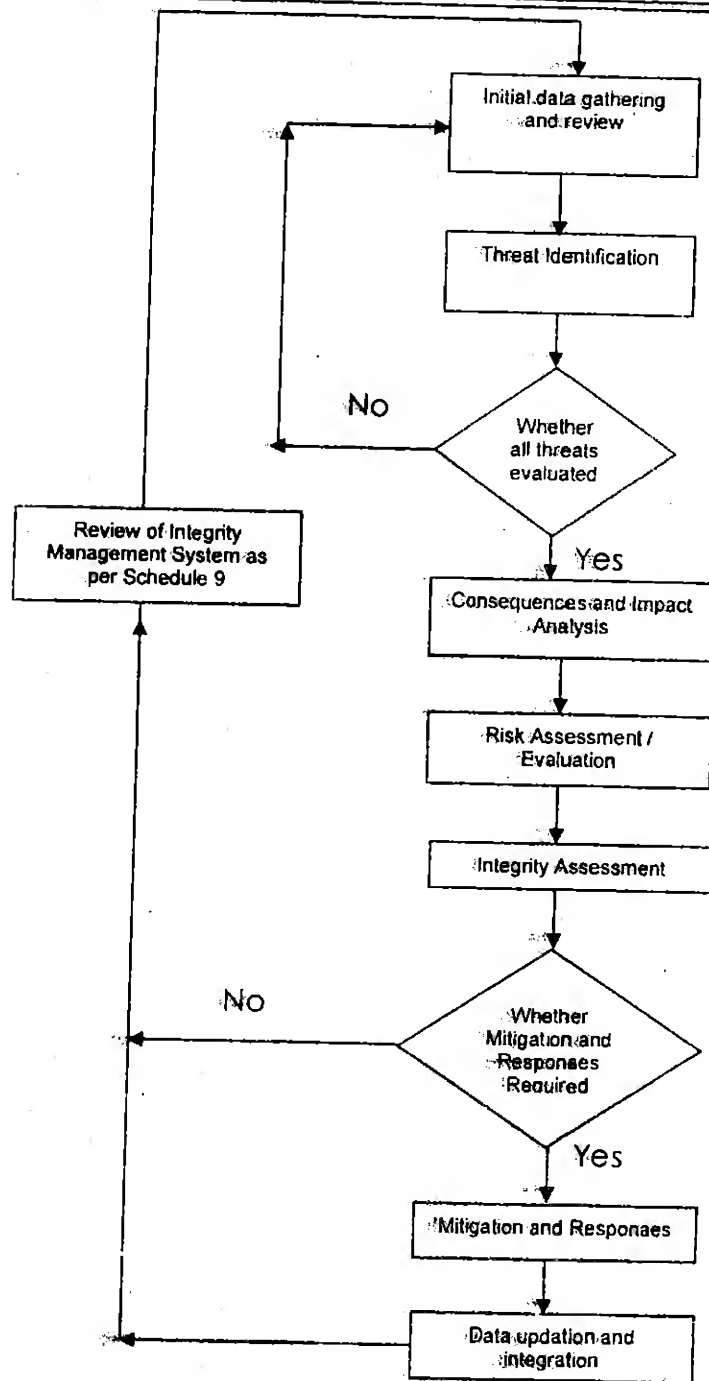 Initial data gathering
and review
Threat Identification
No
Whether
all threats
evaluated
Review of Integrity
Management System as
per Schedule 9
Yes
Consequences and Impact
Analysis
Risk Assessment /
Evaluation
Integrity Assessment
No
Whether
Mitigation and
Responses
Required
Yes
Mitigation and Responses
Data updation and
integration